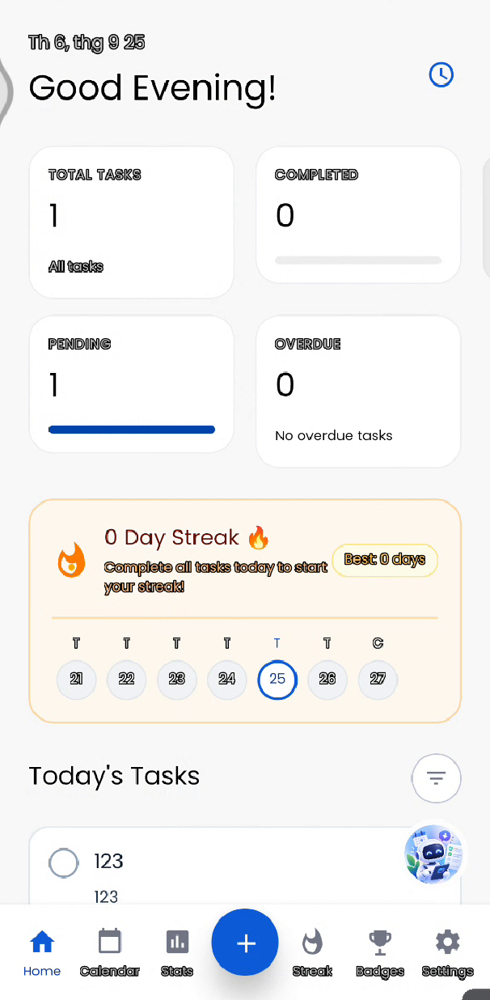 Th 6, thg 9 25
Good Evening!
TOTAL TASKS
1
All tasks
COMPLETED
0
PENDING
1
OVERDUE
0
No overdue tasks
0 Day Streak 🔥
Complete all tasks today to start
your streak!
Best: 0 days
T T T T T T C
21 22 23 24 25 26 27
Today's Tasks
123
123
Home Calendar Stats Streak Badges Settings